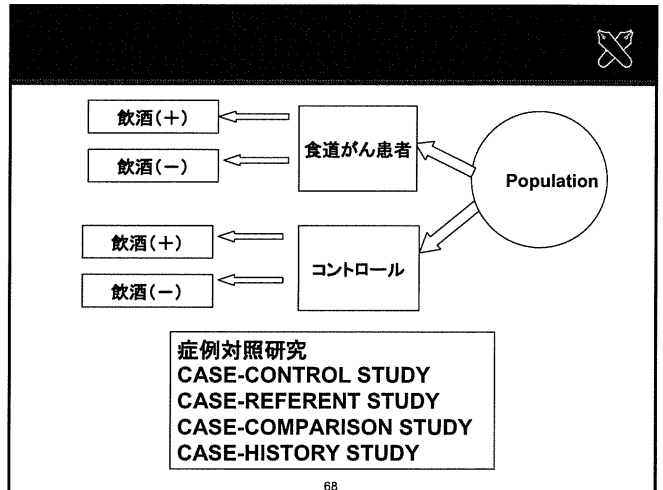 飲酒(+)
飲酒(-)
食道がん患者
Population
飲酒(+)
飲酒(-)
コントロール
症例対照研究
CASE-CONTROL STUDY
CASE-REFERENT STUDY
CASE-COMPARISON STUDY
CASE-HISTORY STUDY
68